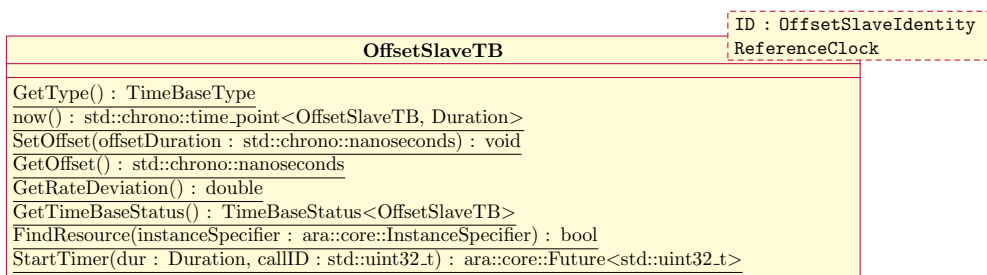 ID : OffsetSlaveIdentity
ReferenceClock
OffsetSlaveTB
GetType() : TimeBaseType
now() : std::chrono::time_point<OffsetSlaveTB, Duration>
SetOffset(offsetDuration : std::chrono::nanoseconds) : void
GetOffset() : std::chrono::nanoseconds
GetRateDeviation() : double
GetTimeBaseStatus() : TimeBaseStatus<OffsetSlaveTB>
FindResource(instanceSpecifier : ara::core::InstanceSpecifier) : bool
StartTimer(dur : Duration, callID : std::uint32_t) : ara::core::Future<std::uint32_t>